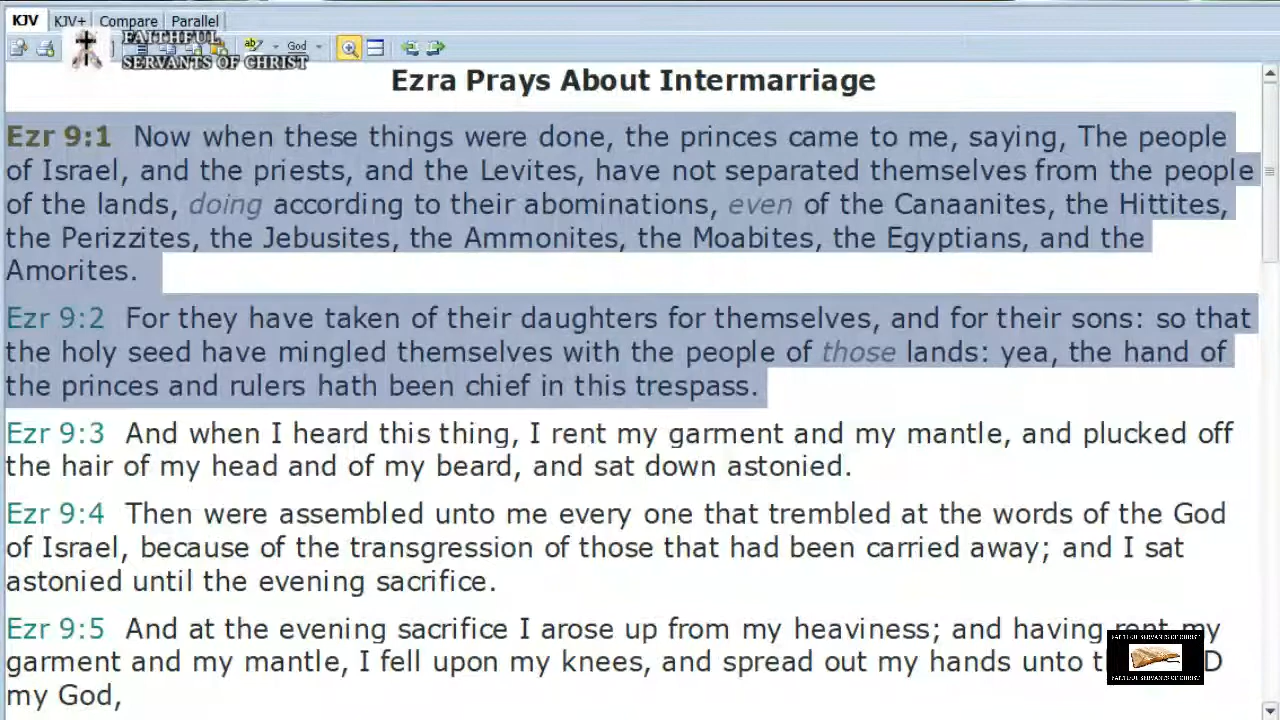 KJV KJV+ Compare Parallel
FAITHFUL
SERVANTS OF CHRIST
God
Ezra Prays About Intermarriage
Ezr 9:1 Now when these things were done, the princes came to me, saying, The people
of Israel, and the priests, and the Levites, have not separated themselves from the people
of the lands, doing according to their abominations, even of the Canaanites, the Hittites,
the Perizzites, the Jebusites, the Ammonites, the Moabites, the Egyptians, and the
Amorites.
Ezr 9:2 For they have taken of their daughters for themselves, and for their sons: so that
the holy seed have mingled themselves with the people of those lands: yea, the hand of
the princes and rulers hath been chief in this trespass.
Ezr 9:3 And when I heard this thing, I rent my garment and my mantle, and plucked off
the hair of my head and of my beard, and sat down astonied.
Ezr 9:4 Then were assembled unto me every one that trembled at the words of the God
of Israel, because of the transgression of those that had been carried away; and I sat
astonied until the evening sacrifice.
Ezr 9:5 And at the evening sacrifice I arose up from my heaviness; and having rent my
garment and my mantle, I fell upon my knees, and spread out my hands unto
my God,
FAITHFUL SERVANTS OF CHRIST
FAITHFUL SERVANTS OF CHRIST